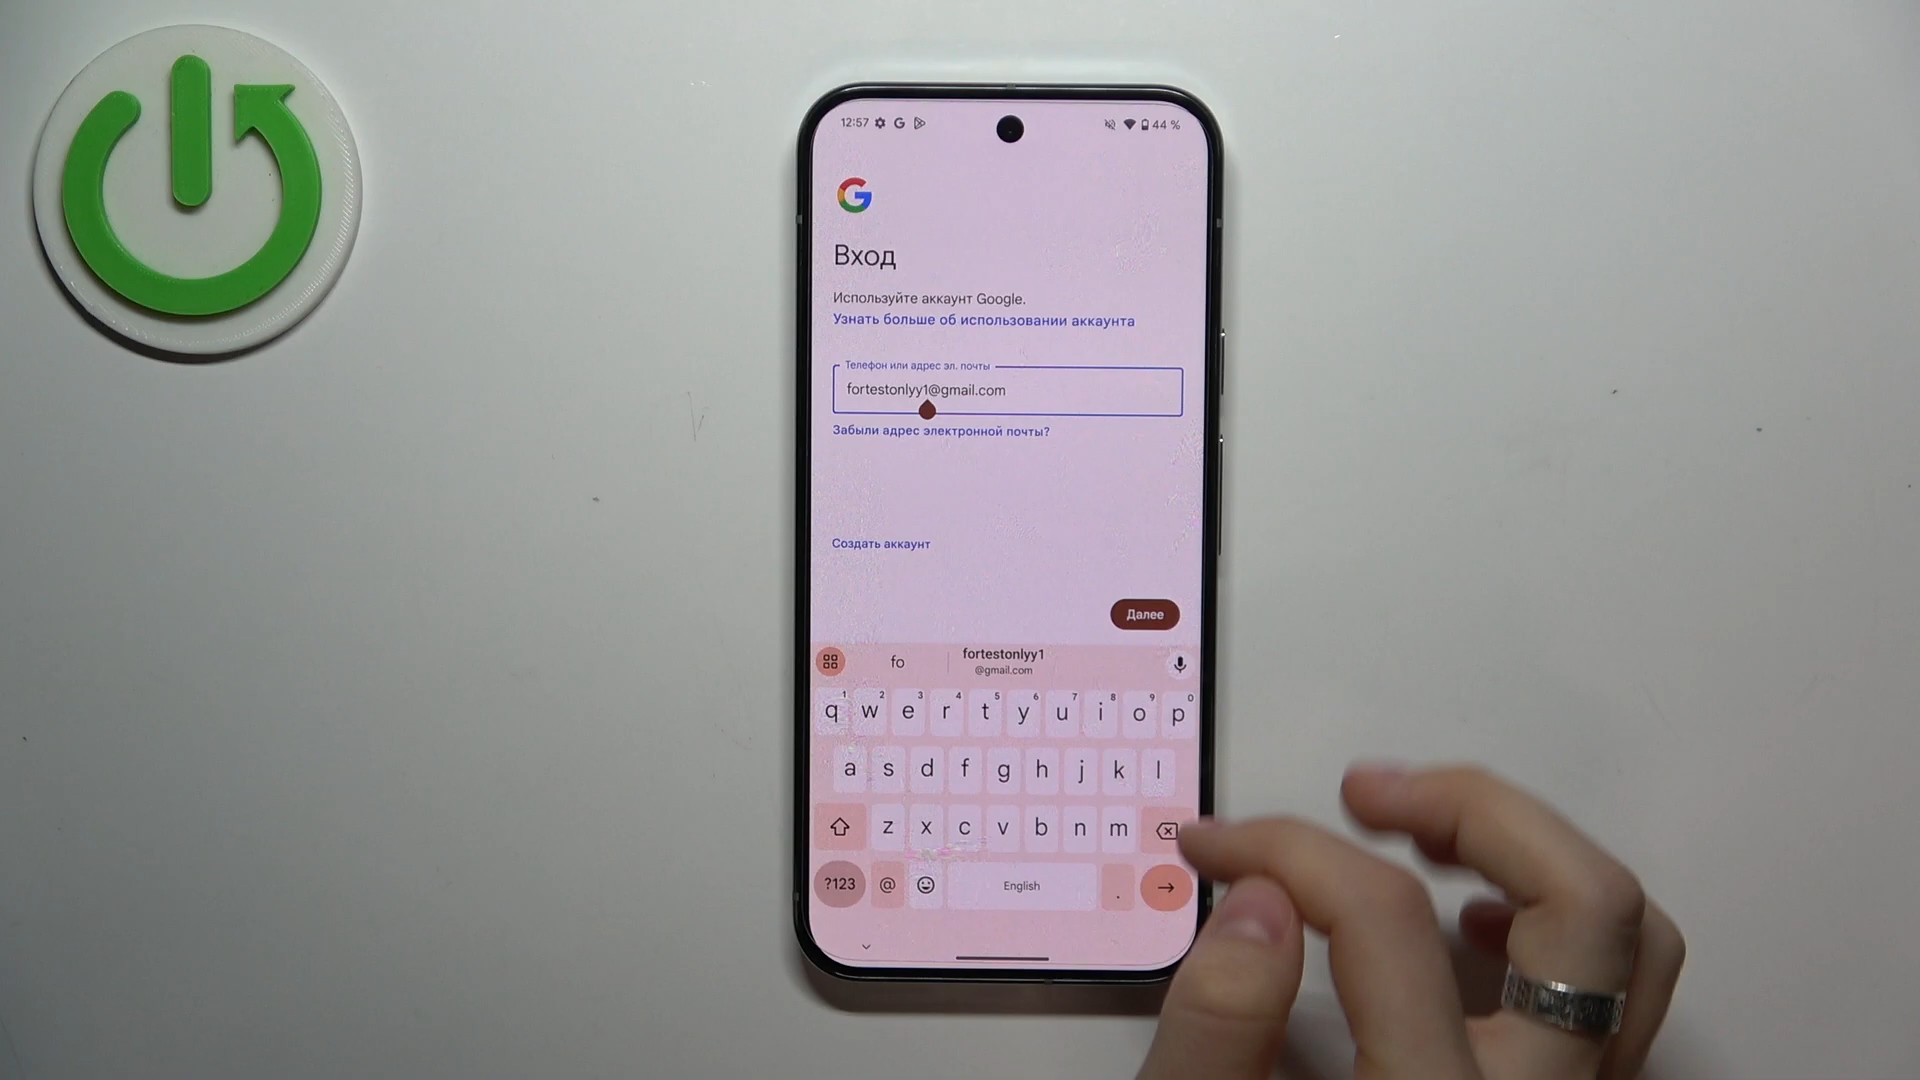 12:57 G 44 %
G
Вход
Используйте аккаунт Google.
Узнать больше об использовании аккаунта
Телефон или адрес эл. почты
fortestonlyy1@gmail.com
Забыли адрес электронной почты?
Создать аккаунт
Далее
fo fortestonlyy1
@gmail.com
1 2 3 4 5 6 7 8 9 0
q w e r t y u i o p
a s d f g h j k l
z x c v b n m
?123 @ English .